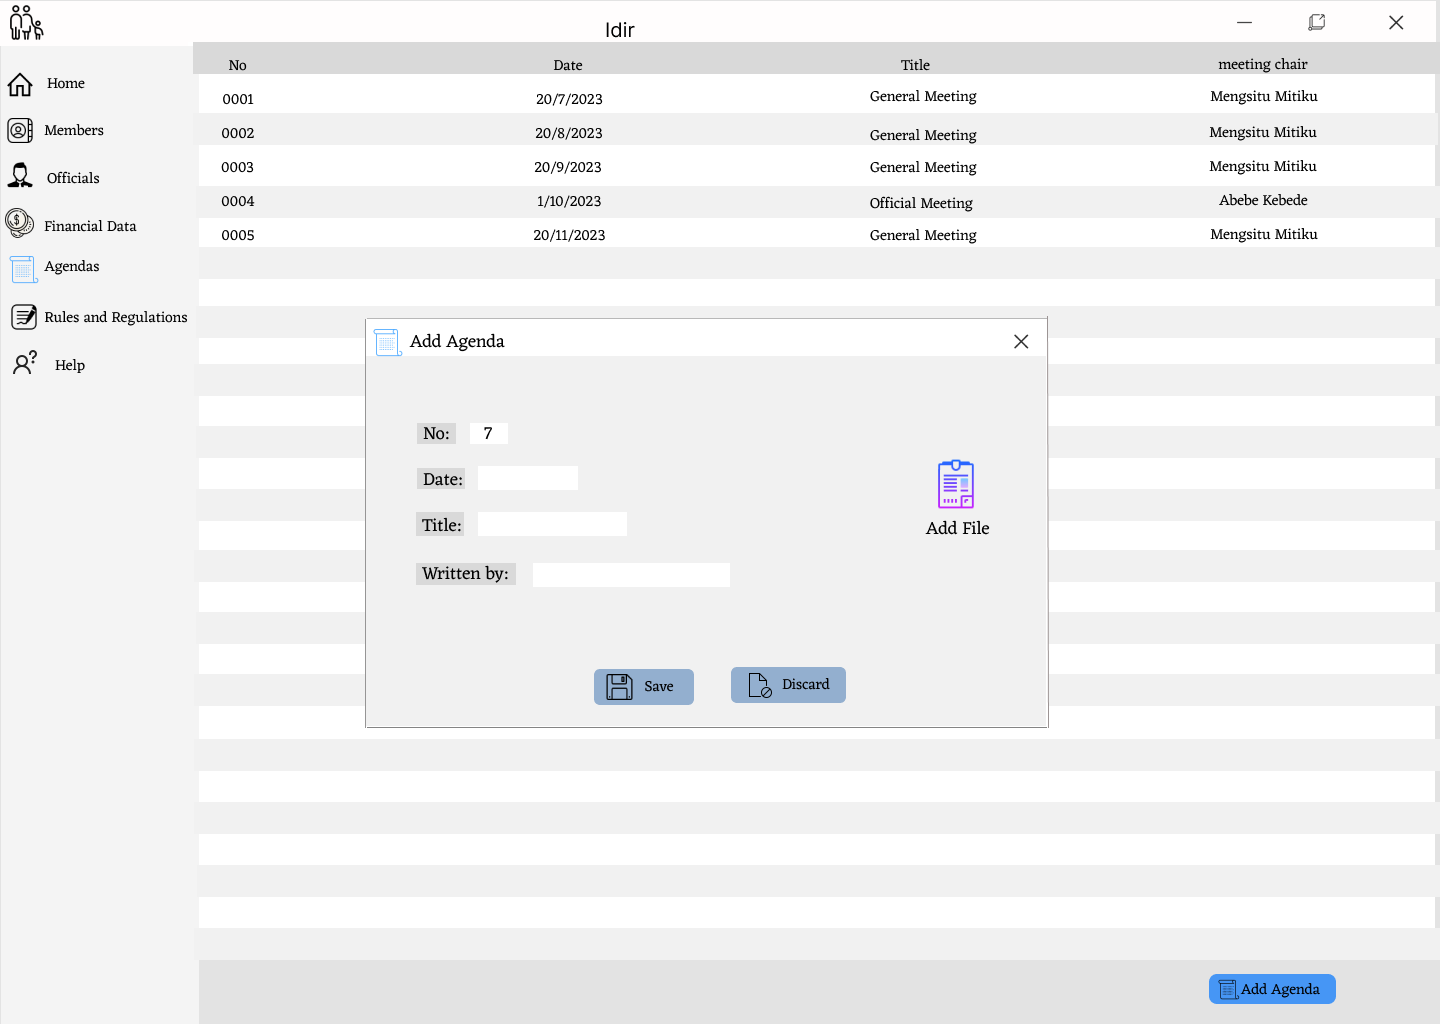 Idir
Home
Members
Officials
Financial Data
Agendas
Rules and Regulations
Help
No Date Title meeting chair
0001 20/7/2023 General Meeting Mengsitu Mitiku
0002 20/8/2023 General Meeting Mengsitu Mitiku
0003 20/9/2023 General Meeting Mengsitu Mitiku
0004 1/10/2023 Official Meeting Abebe Kebede
0005 20/11/2023 General Meeting Mengsitu Mitiku
Add Agenda
No: 7
Date:
Title:
Written by:
Add File
Save Discard
Add Agenda